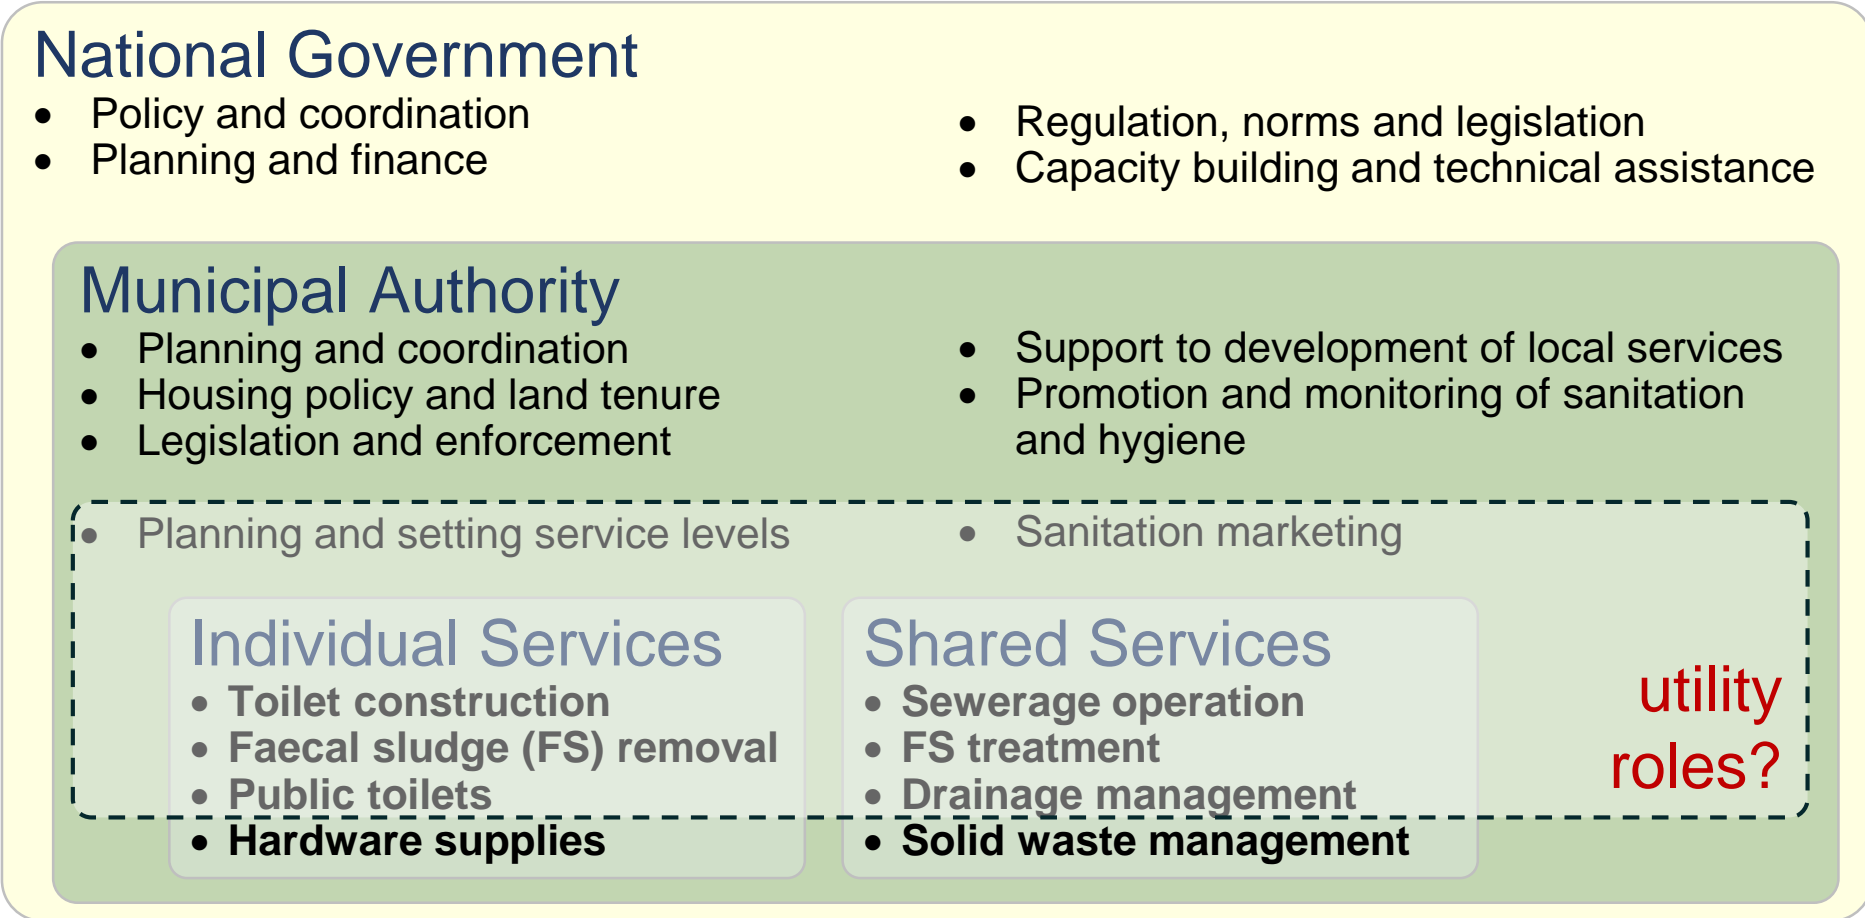 National Government
• Policy and coordination
• Planning and finance
• Regulation, norms and legislation
• Capacity building and technical assistance
Municipal Authority
• Planning and coordination
• Housing policy and land tenure
• Legislation and enforcement
• Support to development of local services
• Promotion and monitoring of sanitation
and hygiene
• Planning and setting service levels
• Sanitation marketing
Individual Services
• Toilet construction
• Faecal sludge (FS) removal
• Public toilets
• Hardware supplies
Shared Services
• Sewerage operation
• FS treatment
• Drainage management
• Solid waste management
utility
roles?